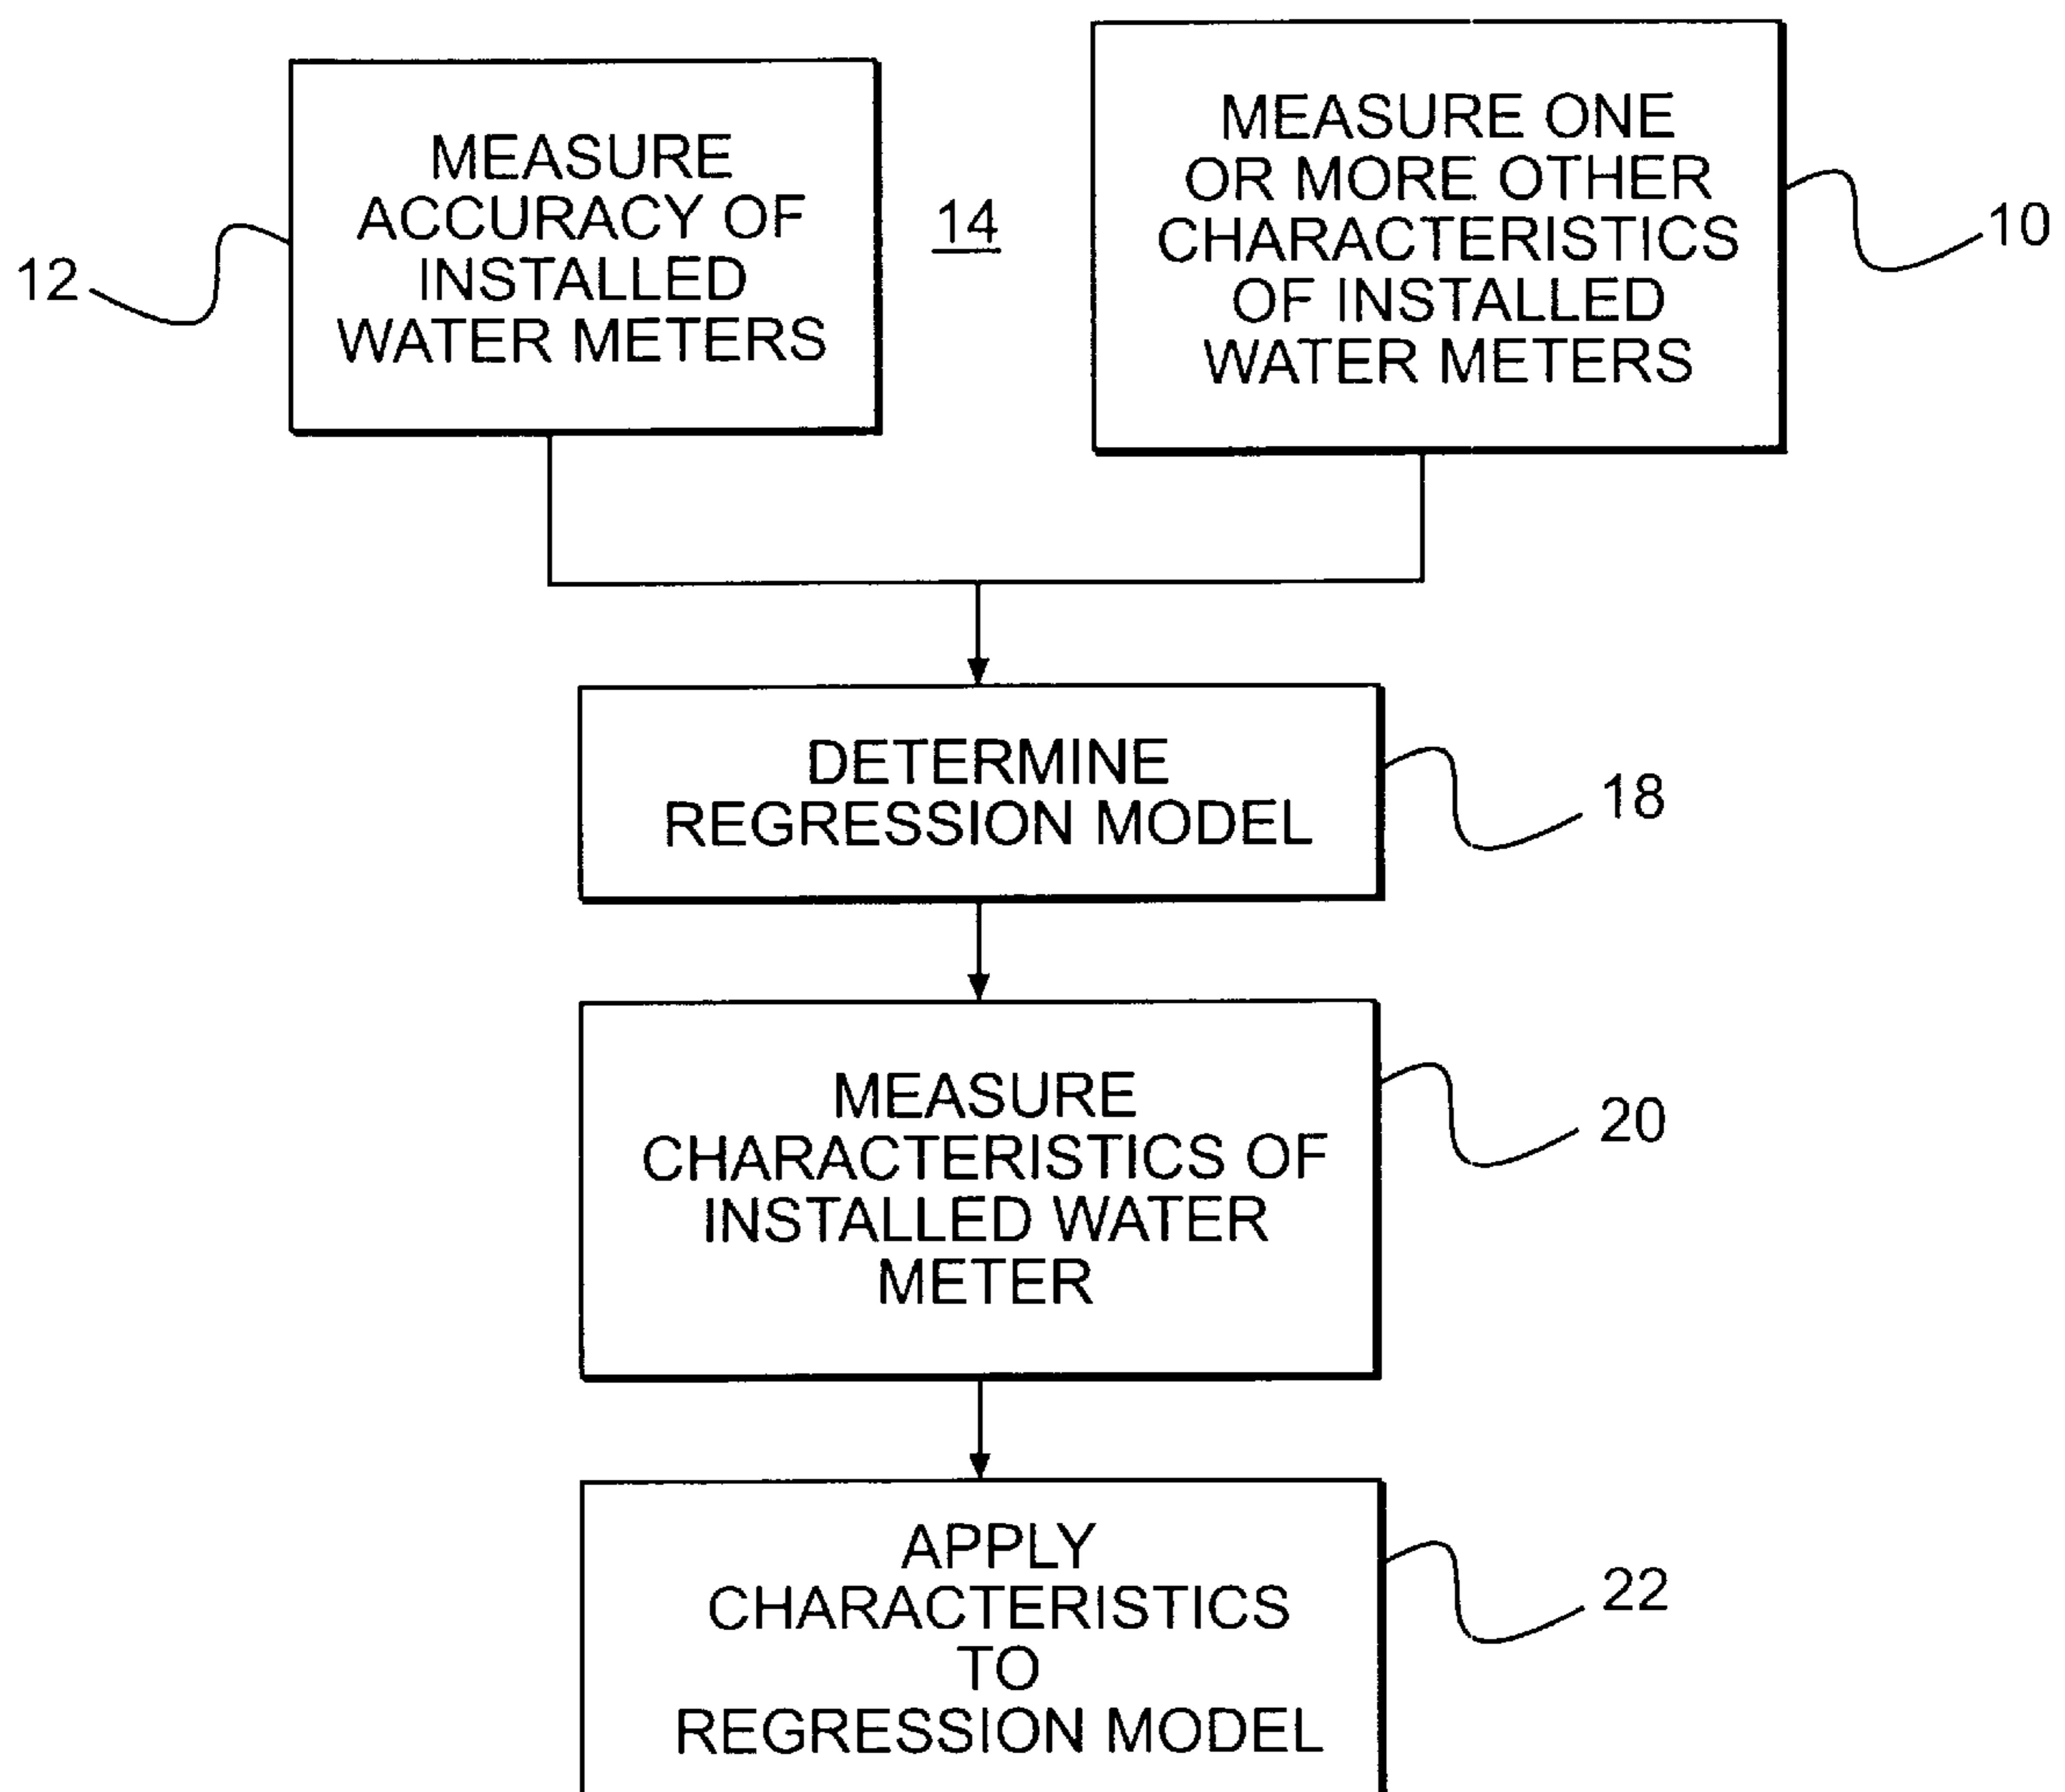 MEASURE
ACCURACY OF
INSTALLED
WATER METERS
12
14
MEASURE ONE
OR MORE OTHER
CHARACTERISTICS
OF INSTALLED
WATER METERS
10
DETERMINE
REGRESSION MODEL
18
MEASURE
CHARACTERISTICS OF
INSTALLED WATER
METER
20
APPLY
CHARACTERISTICS
TO
REGRESSION MODEL
22